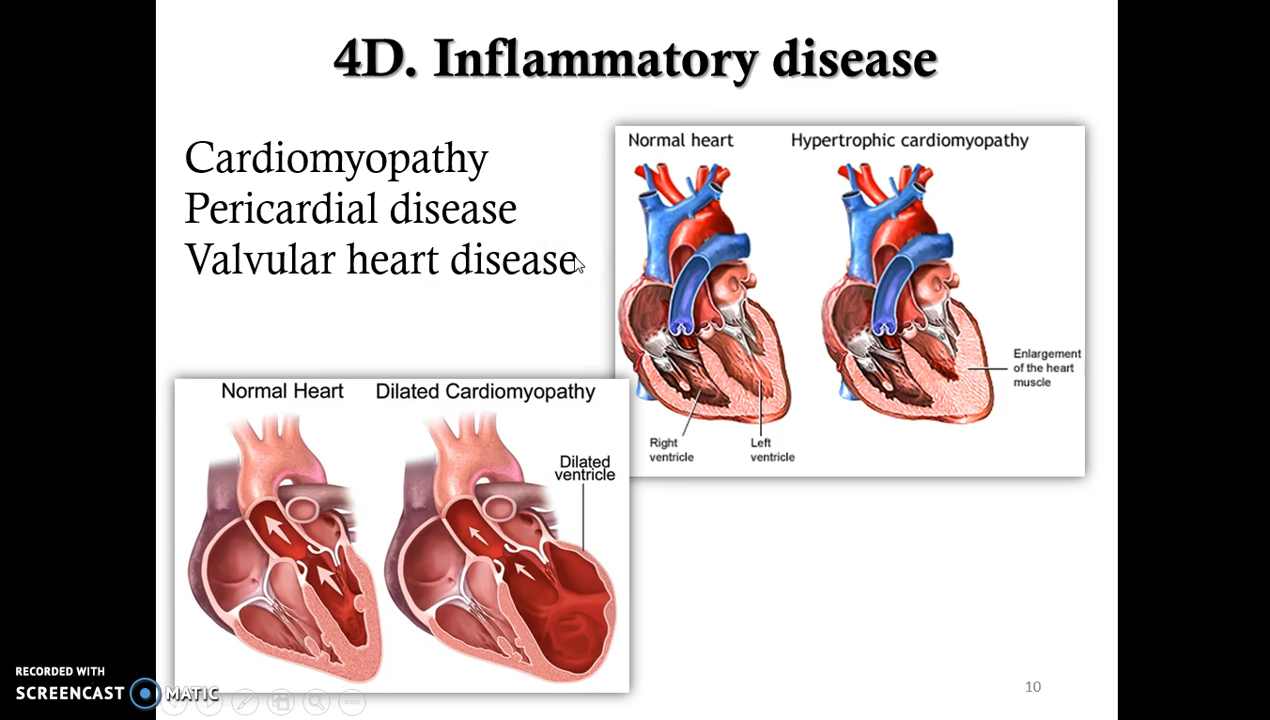 4D. Inflammatory disease
Cardiomyopathy
Pericardial disease
Valvular heart disease
Normal heart
Hypertrophic cardiomyopathy
Enlargement
of the heart
muscle
Right
ventricle
Left
ventricle
Normal Heart
Dilated Cardiomyopathy
Dilated
ventricle
RECORDED WITH
SCREENCAST MATIC
10